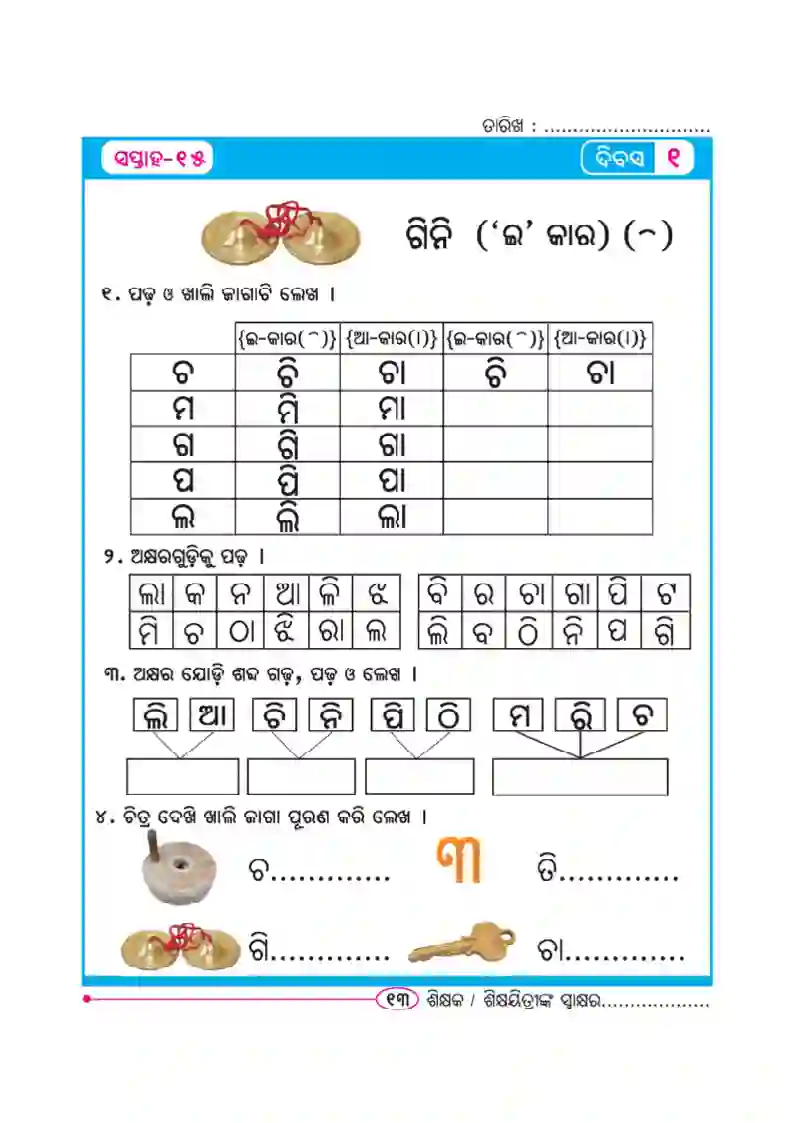 ତାରିଖ : .............................
ସପ୍ତାହ-୧୫ ଦିବସ ୧
ଗିନି (‘ଇ’ କାର) (ି)
୧. ପଢ଼ ଓ ଖାଲି ଜାଗାଟି ଲେଖ ।
{ଇ-କାର(ି)} {ଆ-କାର(ା)} {ଇ-କାର(ି)} {ଆ-କାର(ା)}
ଚ ଚି ଚା ଚି ଚା
ମ ମି ମା
ଗ ଗି ଗା
ପ ପି ପା
ଲ ଲି ଲା
୨. ଅକ୍ଷରଗୁଡ଼ିକୁ ପଢ଼ ।
ଲା କ ନ ଆ ଳି ଝ ବି ର ଚା ଗା ପି ଟ
ମି ଚ ଠା ଝି ରା ଲ ଲି ବ ଠି ନି ପ ଗି
୩. ଅକ୍ଷର ଯୋଡ଼ି ଶବ୍ଦ ଗଢ଼, ପଢ଼ ଓ ଲେଖ ।
ଲି ଆ ଚି ନି ପି ଠି ମ ରି ଚ
୪. ଚିତ୍ର ଦେଖି ଖାଲି ଜାଗା ପୂରଣ କରି ଲେଖ ।
ଚ............. ୩ ତି.............
ଗି............. ଚା.............
୧୩ ଶିକ୍ଷକ / ଶିକ୍ଷୟିତ୍ରୀଙ୍କ ସ୍ୱାକ୍ଷର...................